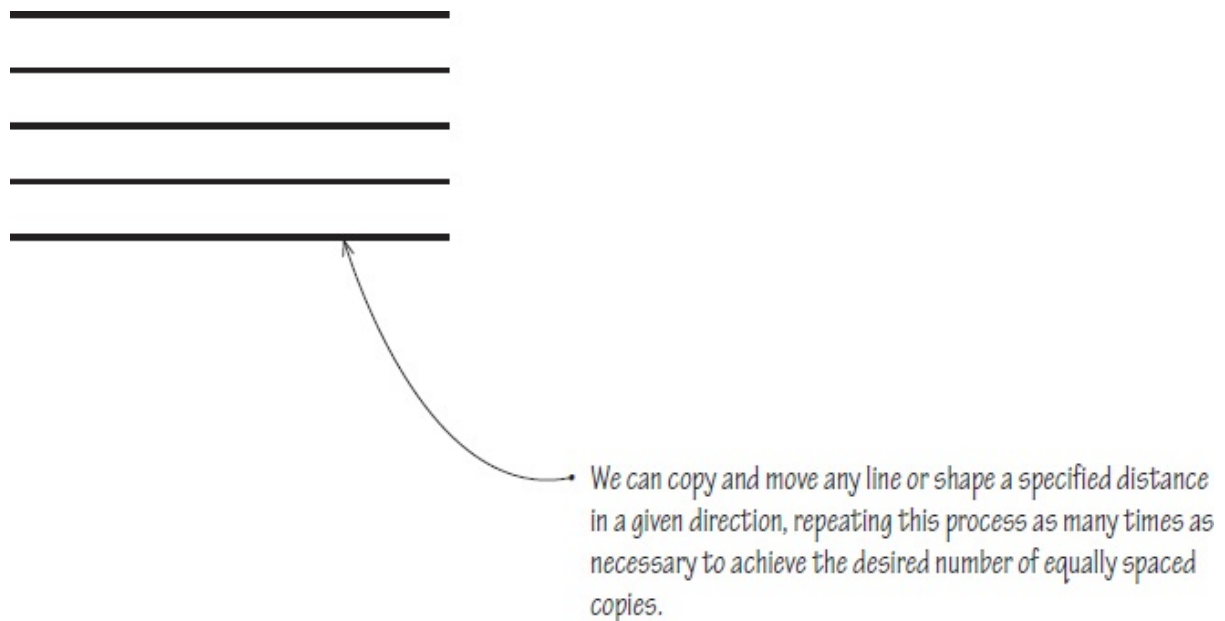 We can copy and move any line or shape a specified distance
in a given direction, repeating this process as many times as
necessary to achieve the desired number of equally spaced
copies.